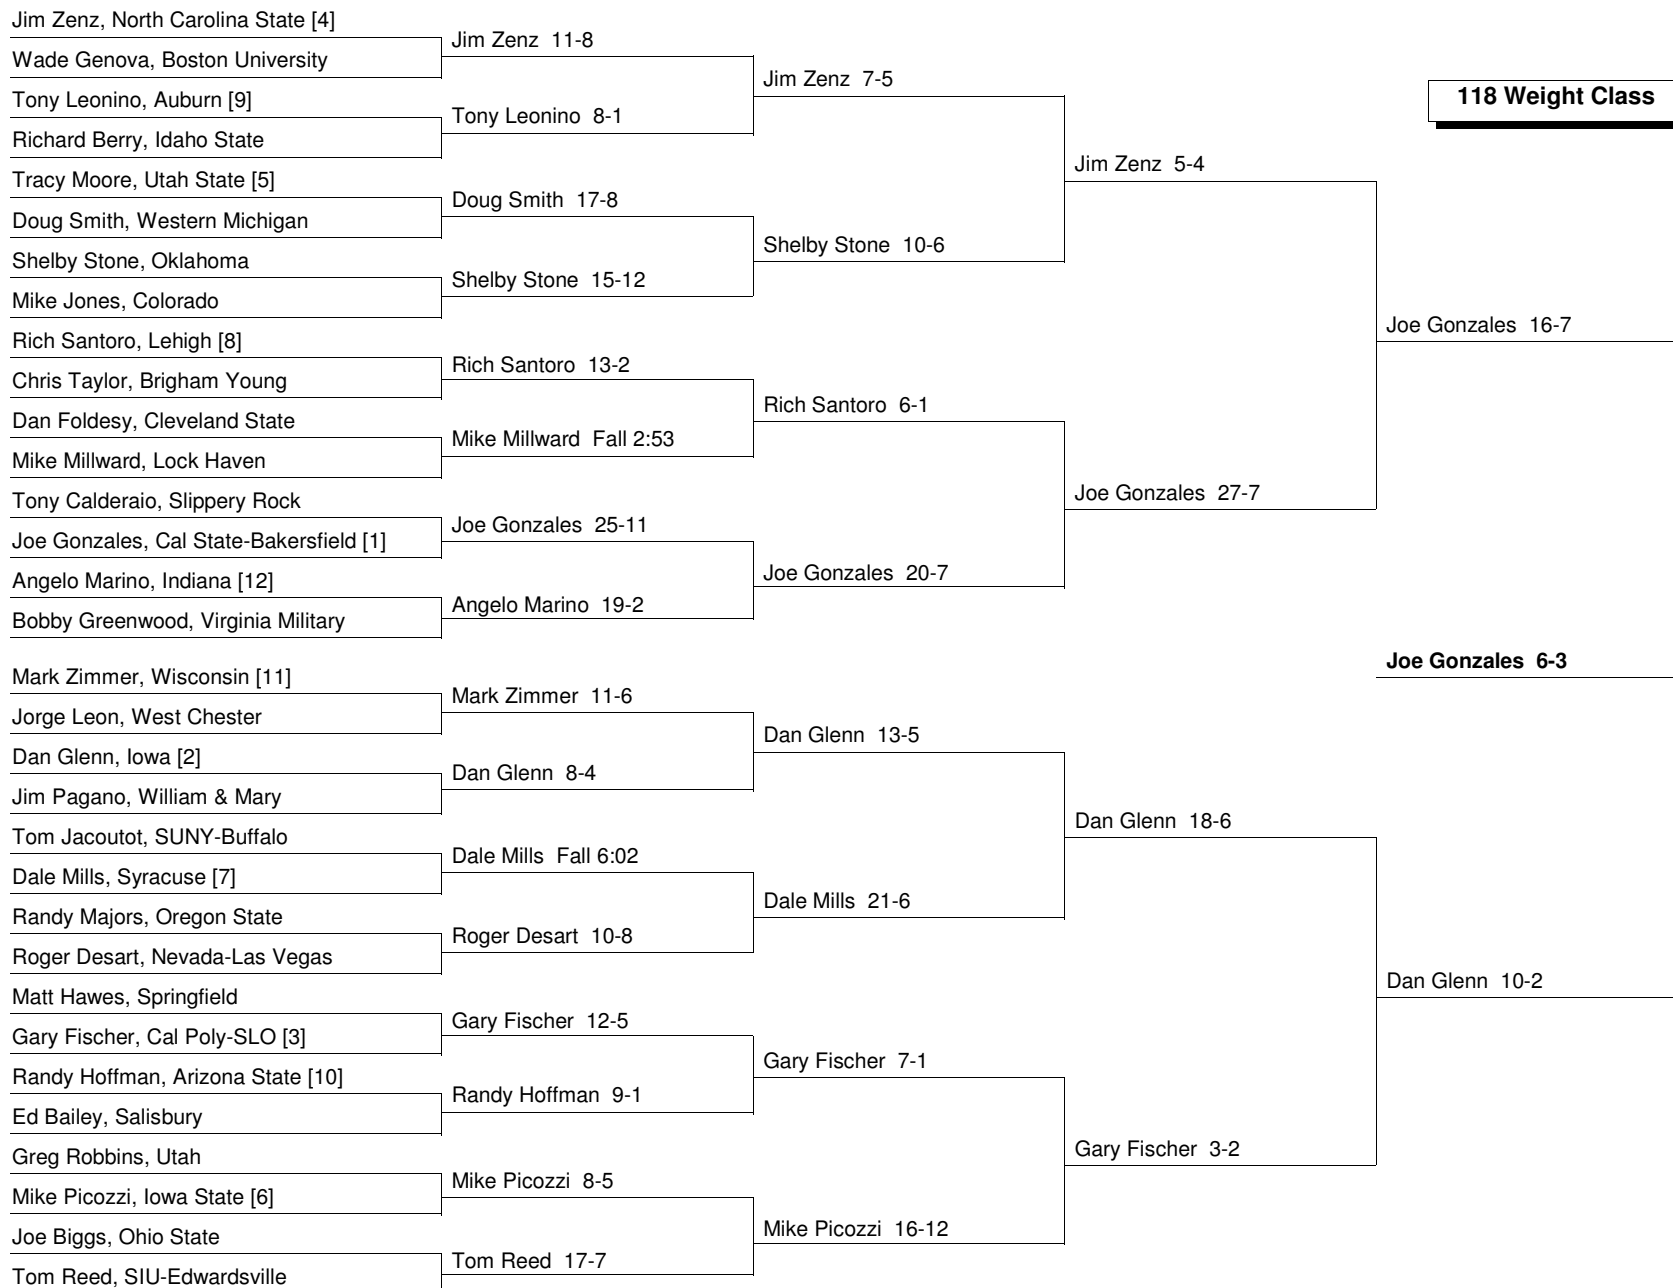 Jim Zenz, North Carolina State [4]
Wade Genova, Boston University
Tony Leonino, Auburn [9]
Richard Berry, Idaho State
Tracy Moore, Utah State [5]
Doug Smith, Western Michigan
Shelby Stone, Oklahoma
Mike Jones, Colorado
Rich Santoro, Lehigh [8]
Chris Taylor, Brigham Young
Dan Foldesy, Cleveland State
Mike Millward, Lock Haven
Tony Calderaio, Slippery Rock
Joe Gonzales, Cal State-Bakersfield [1]
Angelo Marino, Indiana [12]
Bobby Greenwood, Virginia Military
Mark Zimmer, Wisconsin [11]
Jorge Leon, West Chester
Dan Glenn, Iowa [2]
Jim Pagano, William & Mary
Tom Jacoutot, SUNY-Buffalo
Dale Mills, Syracuse [7]
Randy Majors, Oregon State
Roger Desart, Nevada-Las Vegas
Matt Hawes, Springfield
Gary Fischer, Cal Poly-SLO [3]
Randy Hoffman, Arizona State [10]
Ed Bailey, Salisbury
Greg Robbins, Utah
Mike Picozzi, Iowa State [6]
Joe Biggs, Ohio State
Tom Reed, SIU-Edwardsville
Jim Zenz 11-8
Tony Leonino 8-1
Doug Smith 17-8
Shelby Stone 15-12
Rich Santoro 13-2
Mike Millward Fall 2:53
Joe Gonzales 25-11
Angelo Marino 19-2
Mark Zimmer 11-6
Dan Glenn 8-4
Dale Mills Fall 6:02
Roger Desart 10-8
Gary Fischer 12-5
Randy Hoffman 9-1
Mike Picozzi 8-5
Tom Reed 17-7
Jim Zenz 7-5
Shelby Stone 10-6
Rich Santoro 6-1
Joe Gonzales 20-7
Dan Glenn 13-5
Dale Mills 21-6
Gary Fischer 7-1
Mike Picozzi 16-12
Jim Zenz 5-4
Joe Gonzales 27-7
Dan Glenn 18-6
Gary Fischer 3-2
118 Weight Class
Joe Gonzales 16-7
Joe Gonzales 6-3
Dan Glenn 10-2